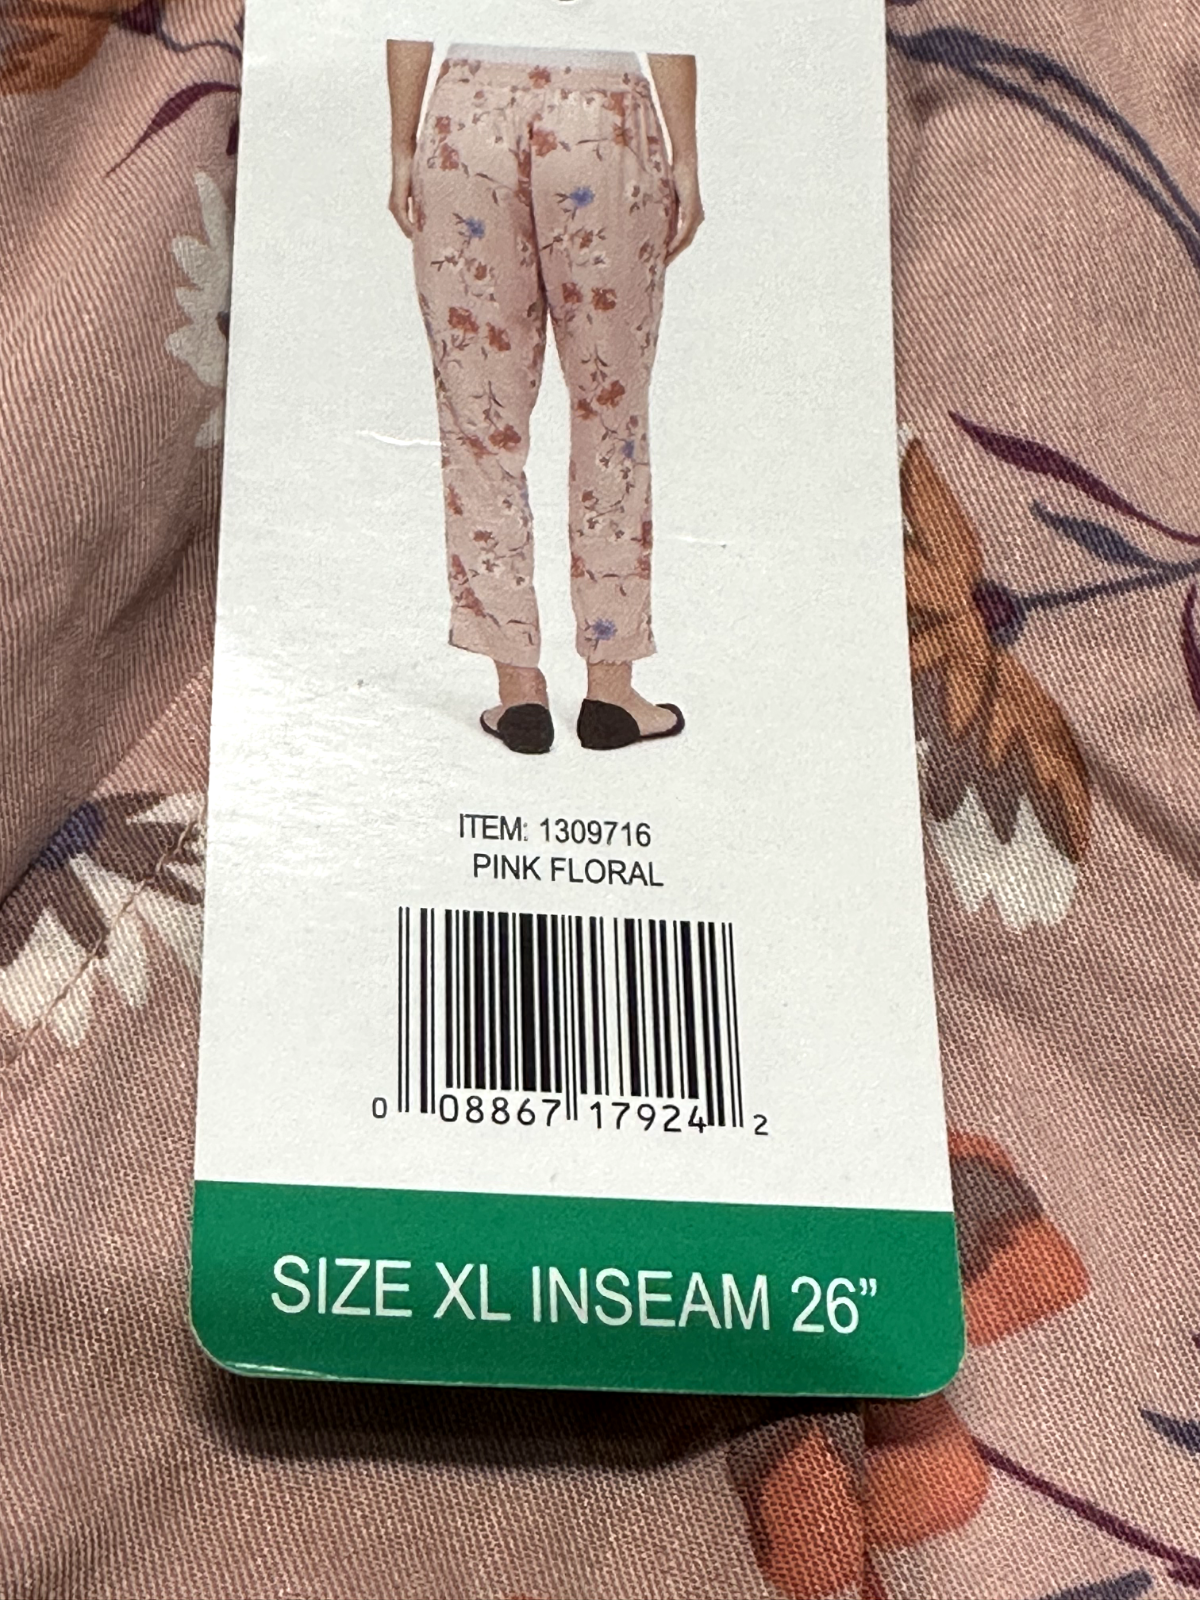 ITEM: 1309716
PINK FLORAL
0 08867 17924 2
SIZE XL INSEAM 26”